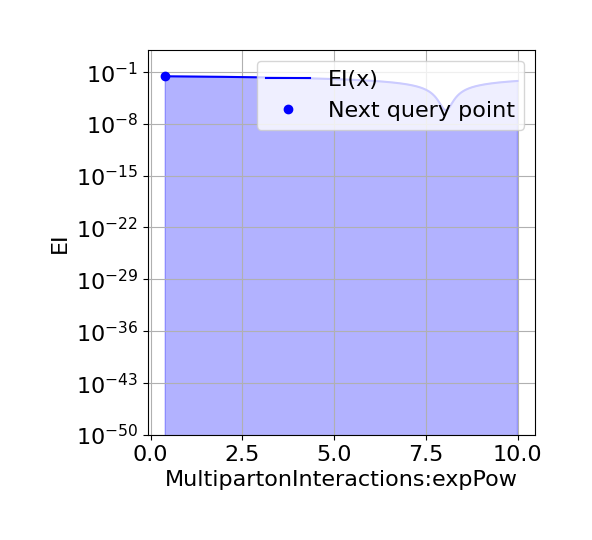 EI(x)
Next query point
10⁻¹
10⁻⁸
10⁻¹⁵
10⁻²²
10⁻²⁹
10⁻³⁶
10⁻⁴³
10⁻⁵⁰
EI
0.0 2.5 5.0 7.5 10.0
MultipartonInteractions:expPow